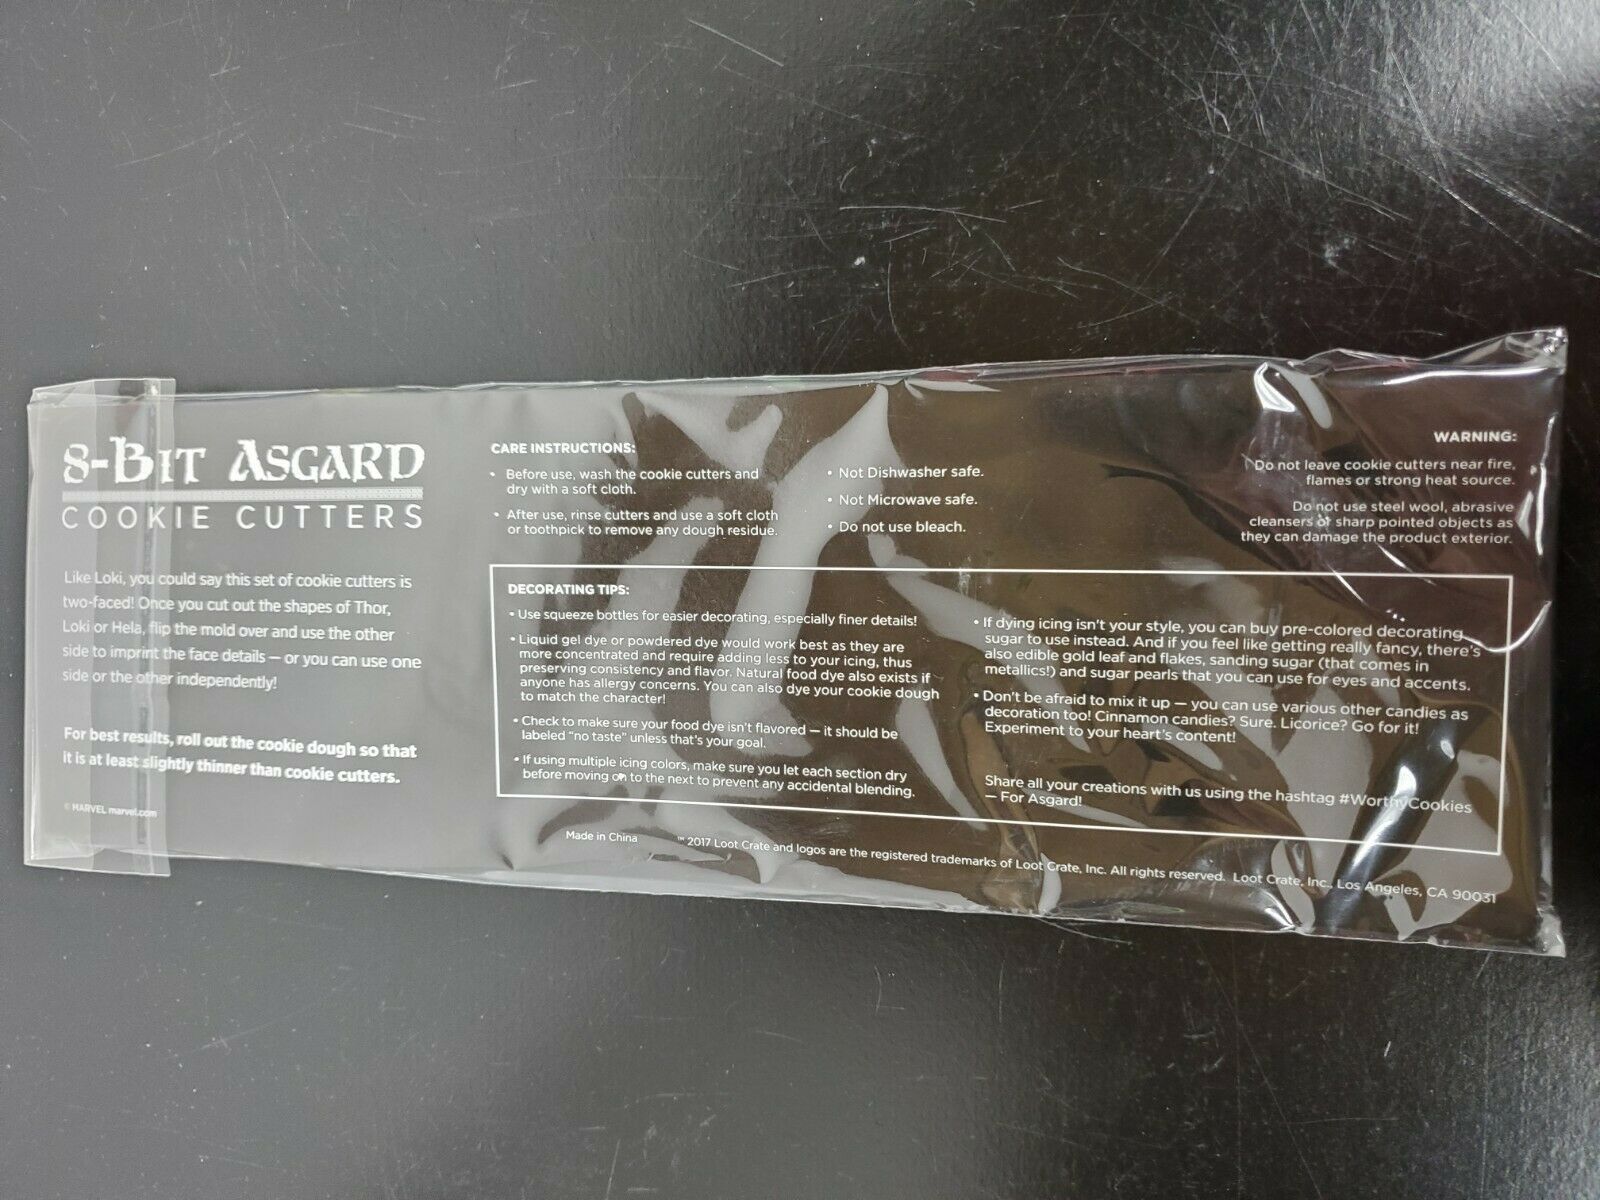 8-Bit Asgard
COOKIE CUTTERS
Like Loki, you could say this set of cookie cutters is
two-faced! Once you cut out the shapes of Thor,
Loki or Hela, flip the mold over and use the other
side to imprint the face details — or you can use one
side or the other independently!
For best results, roll out the cookie dough so that
it is at least slightly thinner than cookie cutters.
© MARVEL marvel.com
CARE INSTRUCTIONS:
• Before use, wash the cookie cutters and
dry with a soft cloth.
• After use, rinse cutters and use a soft cloth
or toothpick to remove any dough residue.
• Not Dishwasher safe.
• Not Microwave safe.
• Do not use bleach.
WARNING:
Do not leave cookie cutters near fire,
flames or strong heat source.
Do not use steel wool, abrasive
cleansers or sharp pointed objects as
they can damage the product exterior.
DECORATING TIPS:
• Use squeeze bottles for easier decorating, especially finer details!
• Liquid gel dye or powdered dye would work best as they are
more concentrated and require adding less to your icing, thus
preserving consistency and flavor. Natural food dye also exists if
anyone has allergy concerns. You can also dye your cookie dough
to match the character!
• Check to make sure your food dye isn't flavored — it should be
labeled "no taste" unless that's your goal.
• If using multiple icing colors, make sure you let each section dry
before moving on to the next to prevent any accidental blending.
• If dying icing isn't your style, you can buy pre-colored decorating
sugar to use instead. And if you feel like getting really fancy, there's
also edible gold leaf and flakes, sanding sugar (that comes in
metallics!) and sugar pearls that you can use for eyes and accents.
• Don't be afraid to mix it up — you can use various other candies as
decoration too! Cinnamon candies? Sure. Licorice? Go for it!
Experiment to your heart's content!
Share all your creations with us using the hashtag #WorthyCookies
— For Asgard!
Made in China
™ 2017 Loot Crate and logos are the registered trademarks of Loot Crate, Inc. All rights reserved. Loot Crate, Inc., Los Angeles, CA 90031